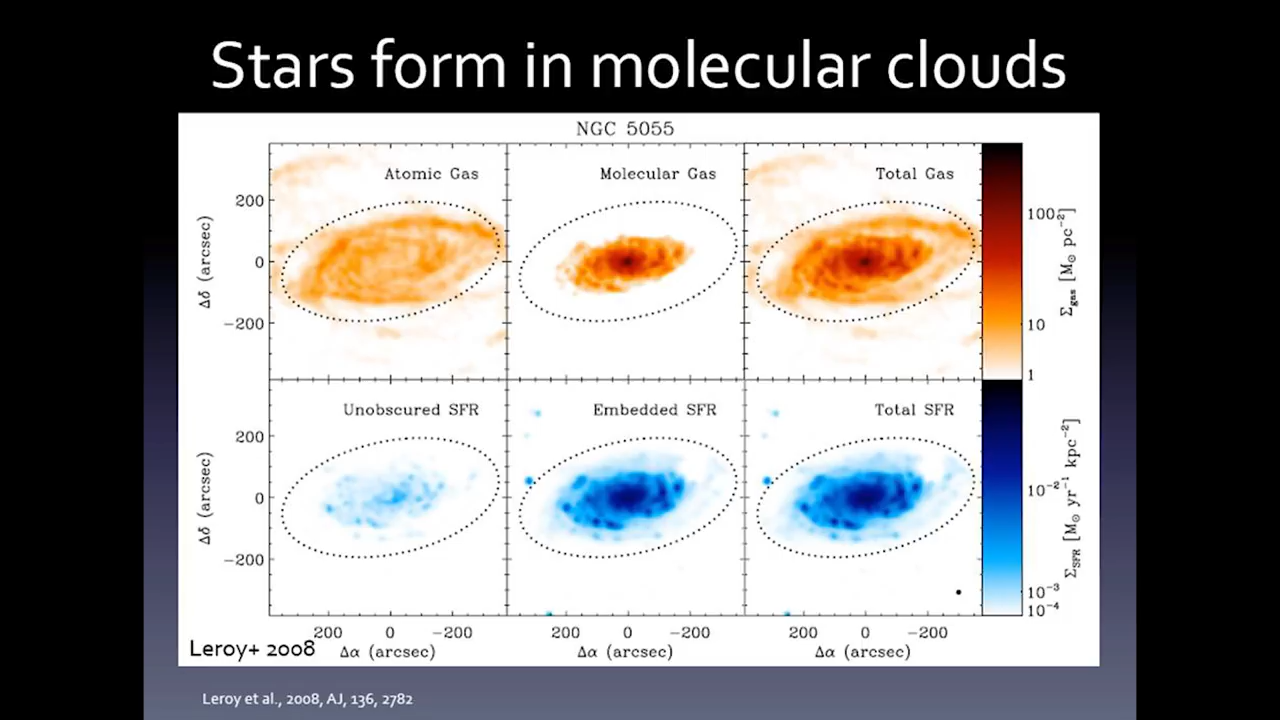 Stars form in molecular clouds
NGC 5055
Atomic Gas
Molecular Gas
Total Gas
200
0
−200
Δδ (arcsec)
100
10
1
Σgas [M⊙ pc−2]
Unobscured SFR
Embedded SFR
Total SFR
200
0
−200
Δδ (arcsec)
10−2
10−3
10−4
ΣSFR [M⊙ yr−1 kpc−2]
200 0 −200 200 0 −200 200 0 −200
Δα (arcsec) Δα (arcsec) Δα (arcsec)
Leroy+ 2008
Leroy et al., 2008, AJ, 136, 2782